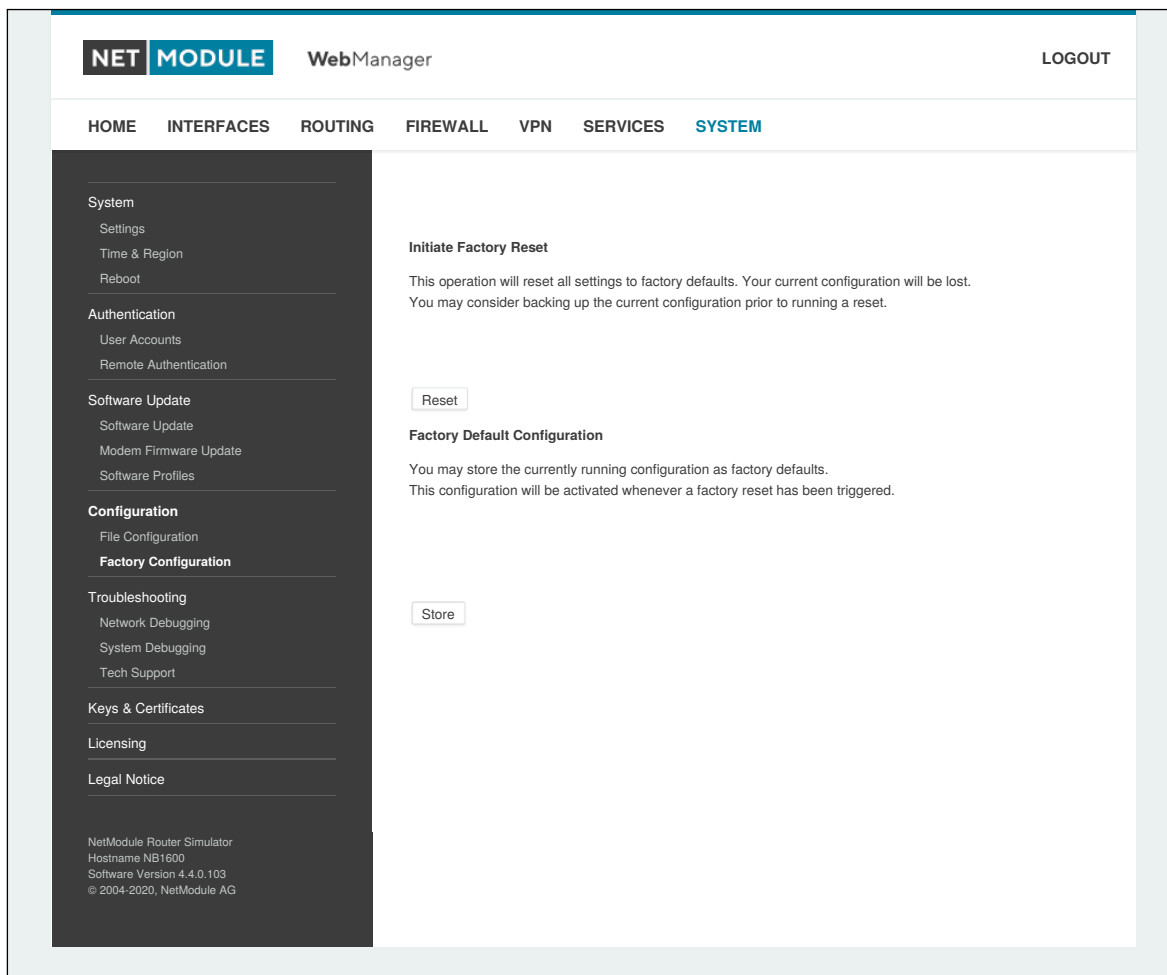 NET MODULE WebManager LOGOUT
HOME INTERFACES ROUTING FIREWALL VPN SERVICES SYSTEM
System
Settings
Time & Region
Reboot
Authentication
User Accounts
Remote Authentication
Software Update
Software Update
Modem Firmware Update
Software Profiles
Configuration
File Configuration
Factory Configuration
Troubleshooting
Network Debugging
System Debugging
Tech Support
Keys & Certificates
Licensing
Legal Notice
NetModule Router Simulator
Hostname NB1600
Software Version 4.4.0.103
© 2004-2020, NetModule AG
Initiate Factory Reset
This operation will reset all settings to factory defaults. Your current configuration will be lost.
You may consider backing up the current configuration prior to running a reset.
Reset
Factory Default Configuration
You may store the currently running configuration as factory defaults.
This configuration will be activated whenever a factory reset has been triggered.
Store